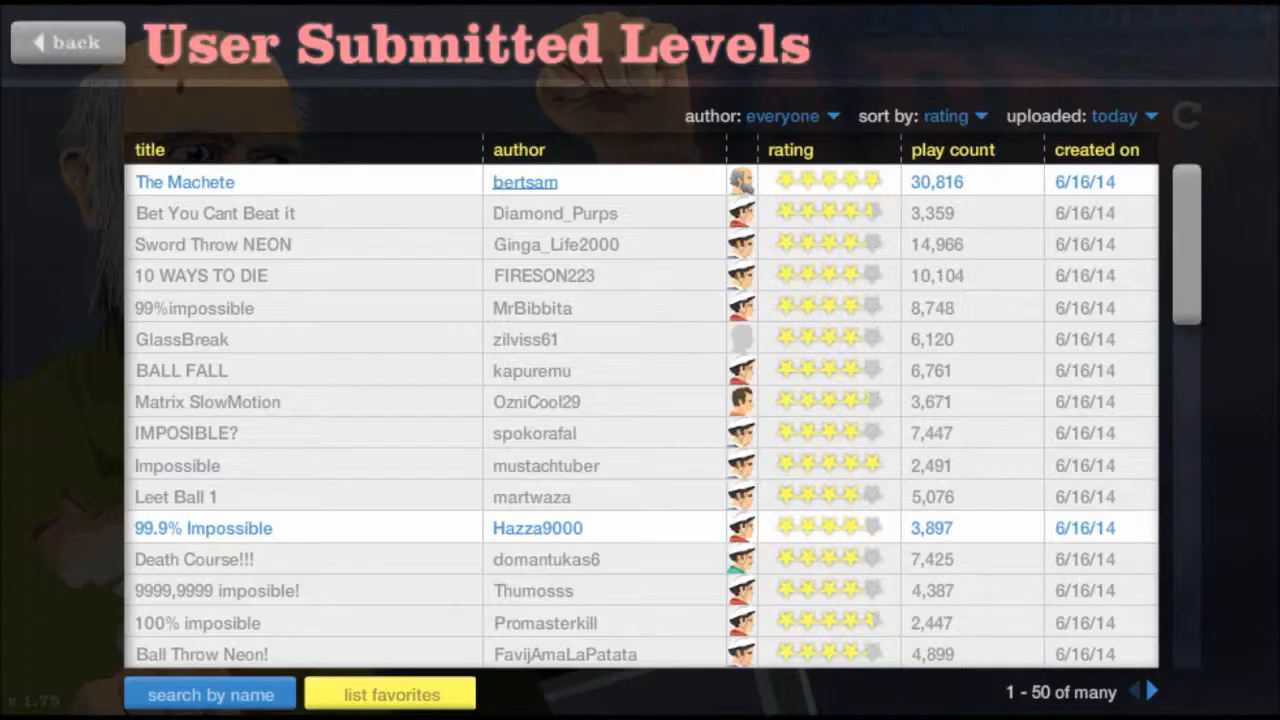 back
User Submitted Levels
author: everyone sort by: rating uploaded: today
title author rating play count created on
The Machete bertsam 30,816 6/16/14
Bet You Cant Beat it Diamond_Purps 3,359 6/16/14
Sword Throw NEON Ginga_Life2000 14,966 6/16/14
10 WAYS TO DIE FIRESON223 10,104 6/16/14
99%impossible MrBibbita 8,748 6/16/14
GlassBreak zilviss61 6,120 6/16/14
BALL FALL kapuremu 6,761 6/16/14
Matrix SlowMotion OzniCool29 3,671 6/16/14
IMPOSIBLE? spokorafal 7,447 6/16/14
Impossible mustachtuber 2,491 6/16/14
Leet Ball 1 martwaza 5,076 6/16/14
99.9% Impossible Hazza9000 3,897 6/16/14
Death Course!!! domantukas6 7,425 6/16/14
9999,9999 imposible! Thumosss 4,387 6/16/14
100% imposible Promasterkill 2,447 6/16/14
Ball Throw Neon! FavijAmaLaPatata 4,899 6/16/14
search by name list favorites 1 - 50 of many
v 1.75